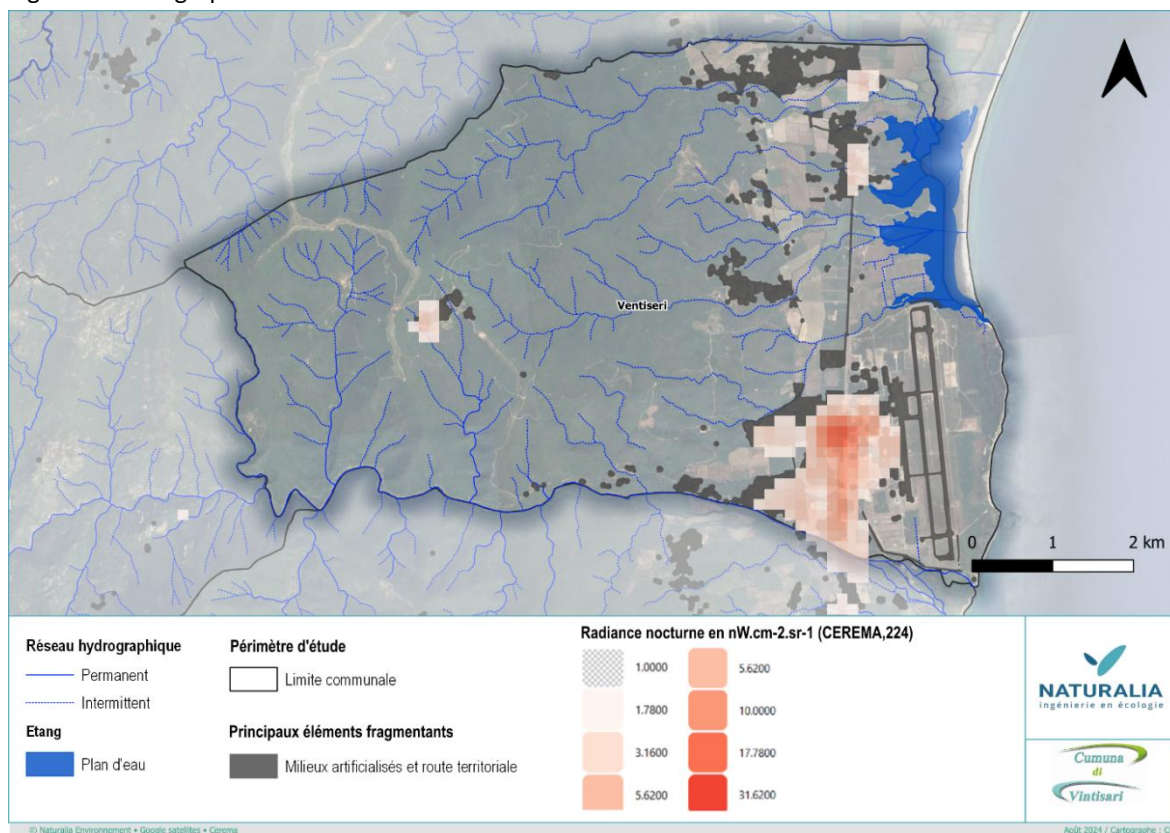 Ventiseri
0 1 2 km
Réseau hydrographique
Permanent
Intermittent
Etang
Plan d'eau
Périmètre d'étude
Limite communale
Principaux éléments fragmentants
Milieux artificialisés et route territoriale
Radiance nocturne en nW.cm-2.sr-1 (CEREMA,224)
1.0000
1.7800
3.1600
5.6200
5.6200
10.0000
17.7800
31.6200
NATURALIA
ingénierie en écologie
Cumuna
di
Vintisari
© Naturalia Environnement • Google satellites • Cerema
Août 2024 / Cartographe : C